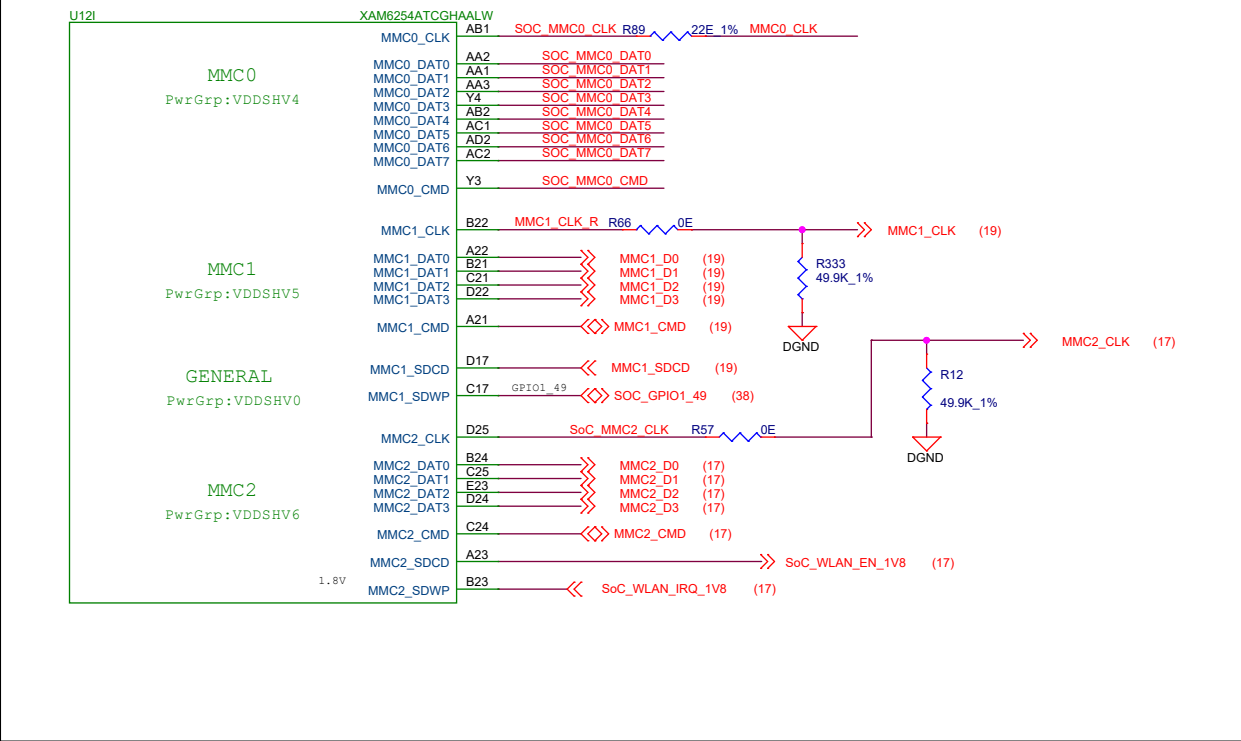 U12I XAM6254ATCGHAALW
MMC0_CLK AB1 SOC_MMC0_CLK R89 22E_1% MMC0_CLK
MMC0
PwrGrp:VDDSHV4
MMC0_DAT0 AA2 SOC_MMC0_DAT0
MMC0_DAT1 AA1 SOC_MMC0_DAT1
MMC0_DAT2 AA3 SOC_MMC0_DAT2
MMC0_DAT3 Y4 SOC_MMC0_DAT3
MMC0_DAT4 AB2 SOC_MMC0_DAT4
MMC0_DAT5 AC1 SOC_MMC0_DAT5
MMC0_DAT6 AD2 SOC_MMC0_DAT6
MMC0_DAT7 AC2 SOC_MMC0_DAT7
MMC0_CMD Y3 SOC_MMC0_CMD
MMC1_CLK B22 MMC1_CLK_R R66 0E MMC1_CLK (19)
R333
49.9K_1%
DGND
MMC1
PwrGrp:VDDSHV5
MMC1_DAT0 A22 MMC1_D0 (19)
MMC1_DAT1 B21 MMC1_D1 (19)
MMC1_DAT2 C21 MMC1_D2 (19)
MMC1_DAT3 D22 MMC1_D3 (19)
MMC1_CMD A21 MMC1_CMD (19)
GENERAL
PwrGrp:VDDSHV0
MMC1_SDCD D17 MMC1_SDCD (19)
MMC1_SDWP C17 GPIO1_49 SOC_GPIO1_49 (38)
MMC2_CLK D25 SoC_MMC2_CLK R57 0E MMC2_CLK (17)
R12
49.9K_1%
DGND
MMC2
PwrGrp:VDDSHV6
MMC2_DAT0 B24 MMC2_D0 (17)
MMC2_DAT1 C25 MMC2_D1 (17)
MMC2_DAT2 E23 MMC2_D2 (17)
MMC2_DAT3 D24 MMC2_D3 (17)
MMC2_CMD C24 MMC2_CMD (17)
MMC2_SDCD A23 SoC_WLAN_EN_1V8 (17)
1.8V MMC2_SDWP B23 SoC_WLAN_IRQ_1V8 (17)